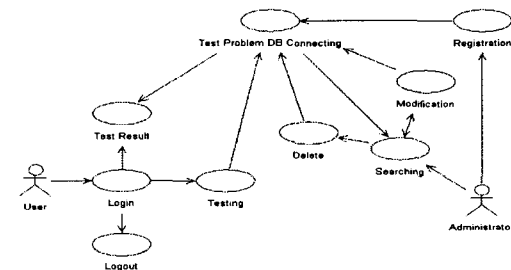 Test Problem DB Connecting
Registration
Modification
Test Result
Delete
Searching
User
Login
Testing
Administrato
Logout